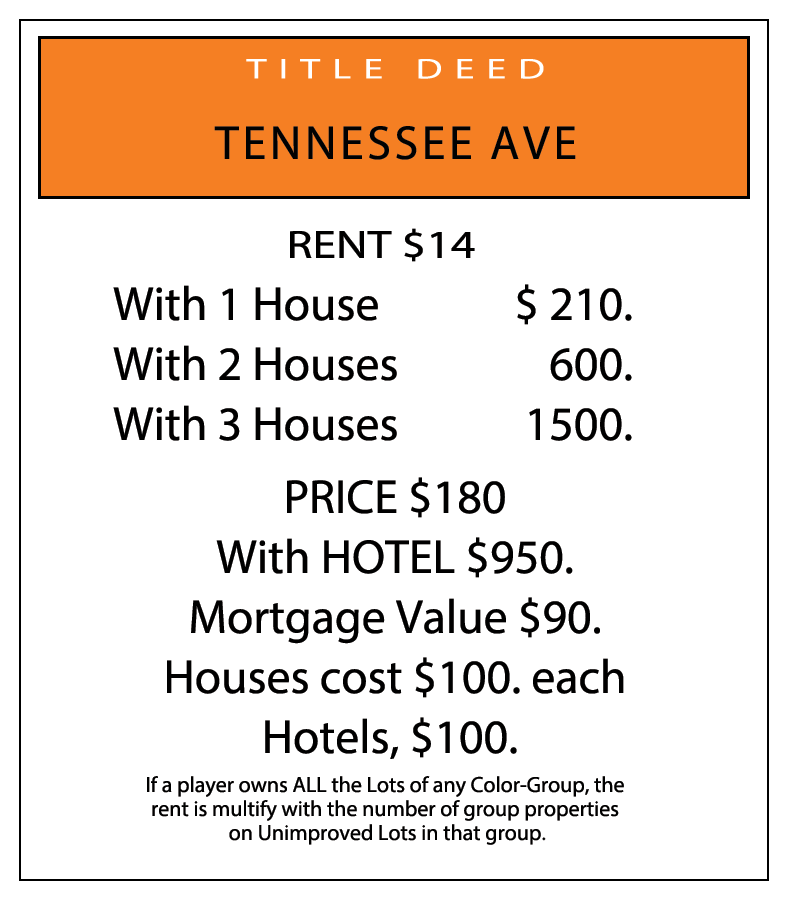 TITLE DEED
TENNESSEE AVE
RENT $14
With 1 House $ 210.
With 2 Houses 600.
With 3 Houses 1500.
PRICE $180
With HOTEL $950.
Mortgage Value $90.
Houses cost $100. each
Hotels, $100.
If a player owns ALL the Lots of any Color-Group, the
rent is multify with the number of group properties
on Unimproved Lots in that group.